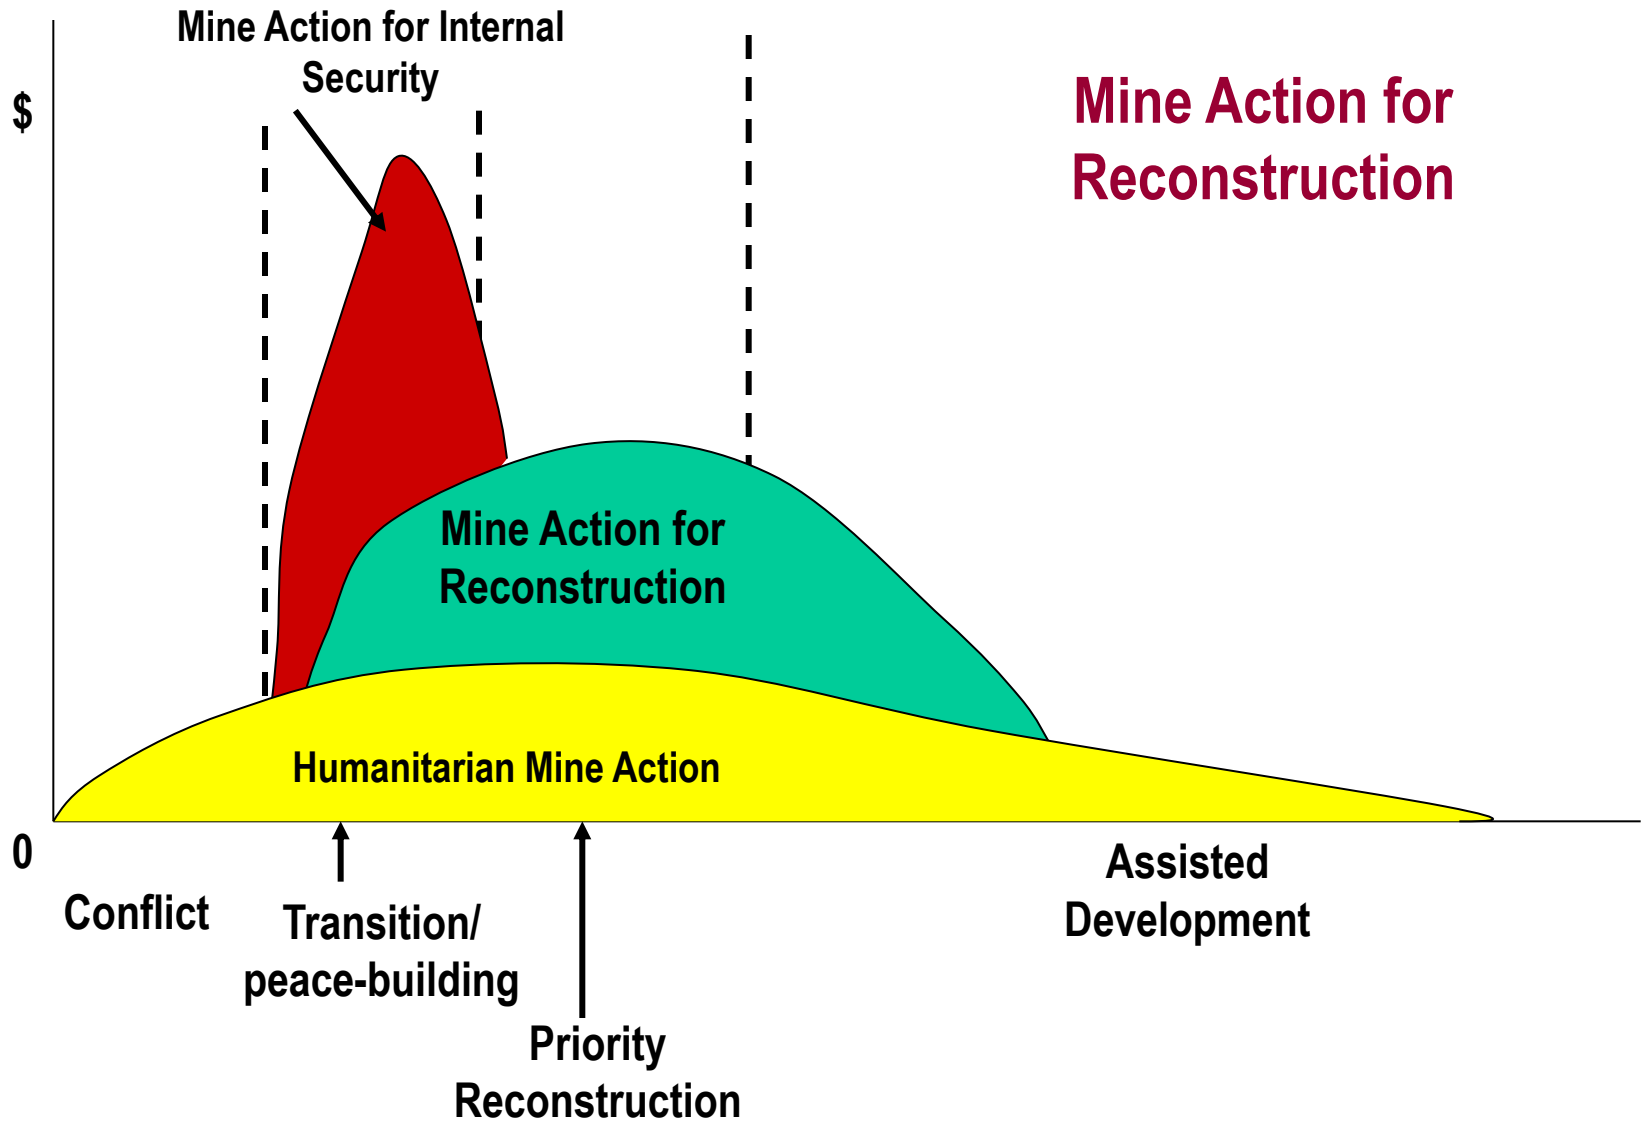 Mine Action for Internal
Security
$
Mine Action for
Reconstruction
Mine Action for
Reconstruction
Humanitarian Mine Action
0
Conflict
Transition/
peace-building
Priority
Reconstruction
Assisted
Development